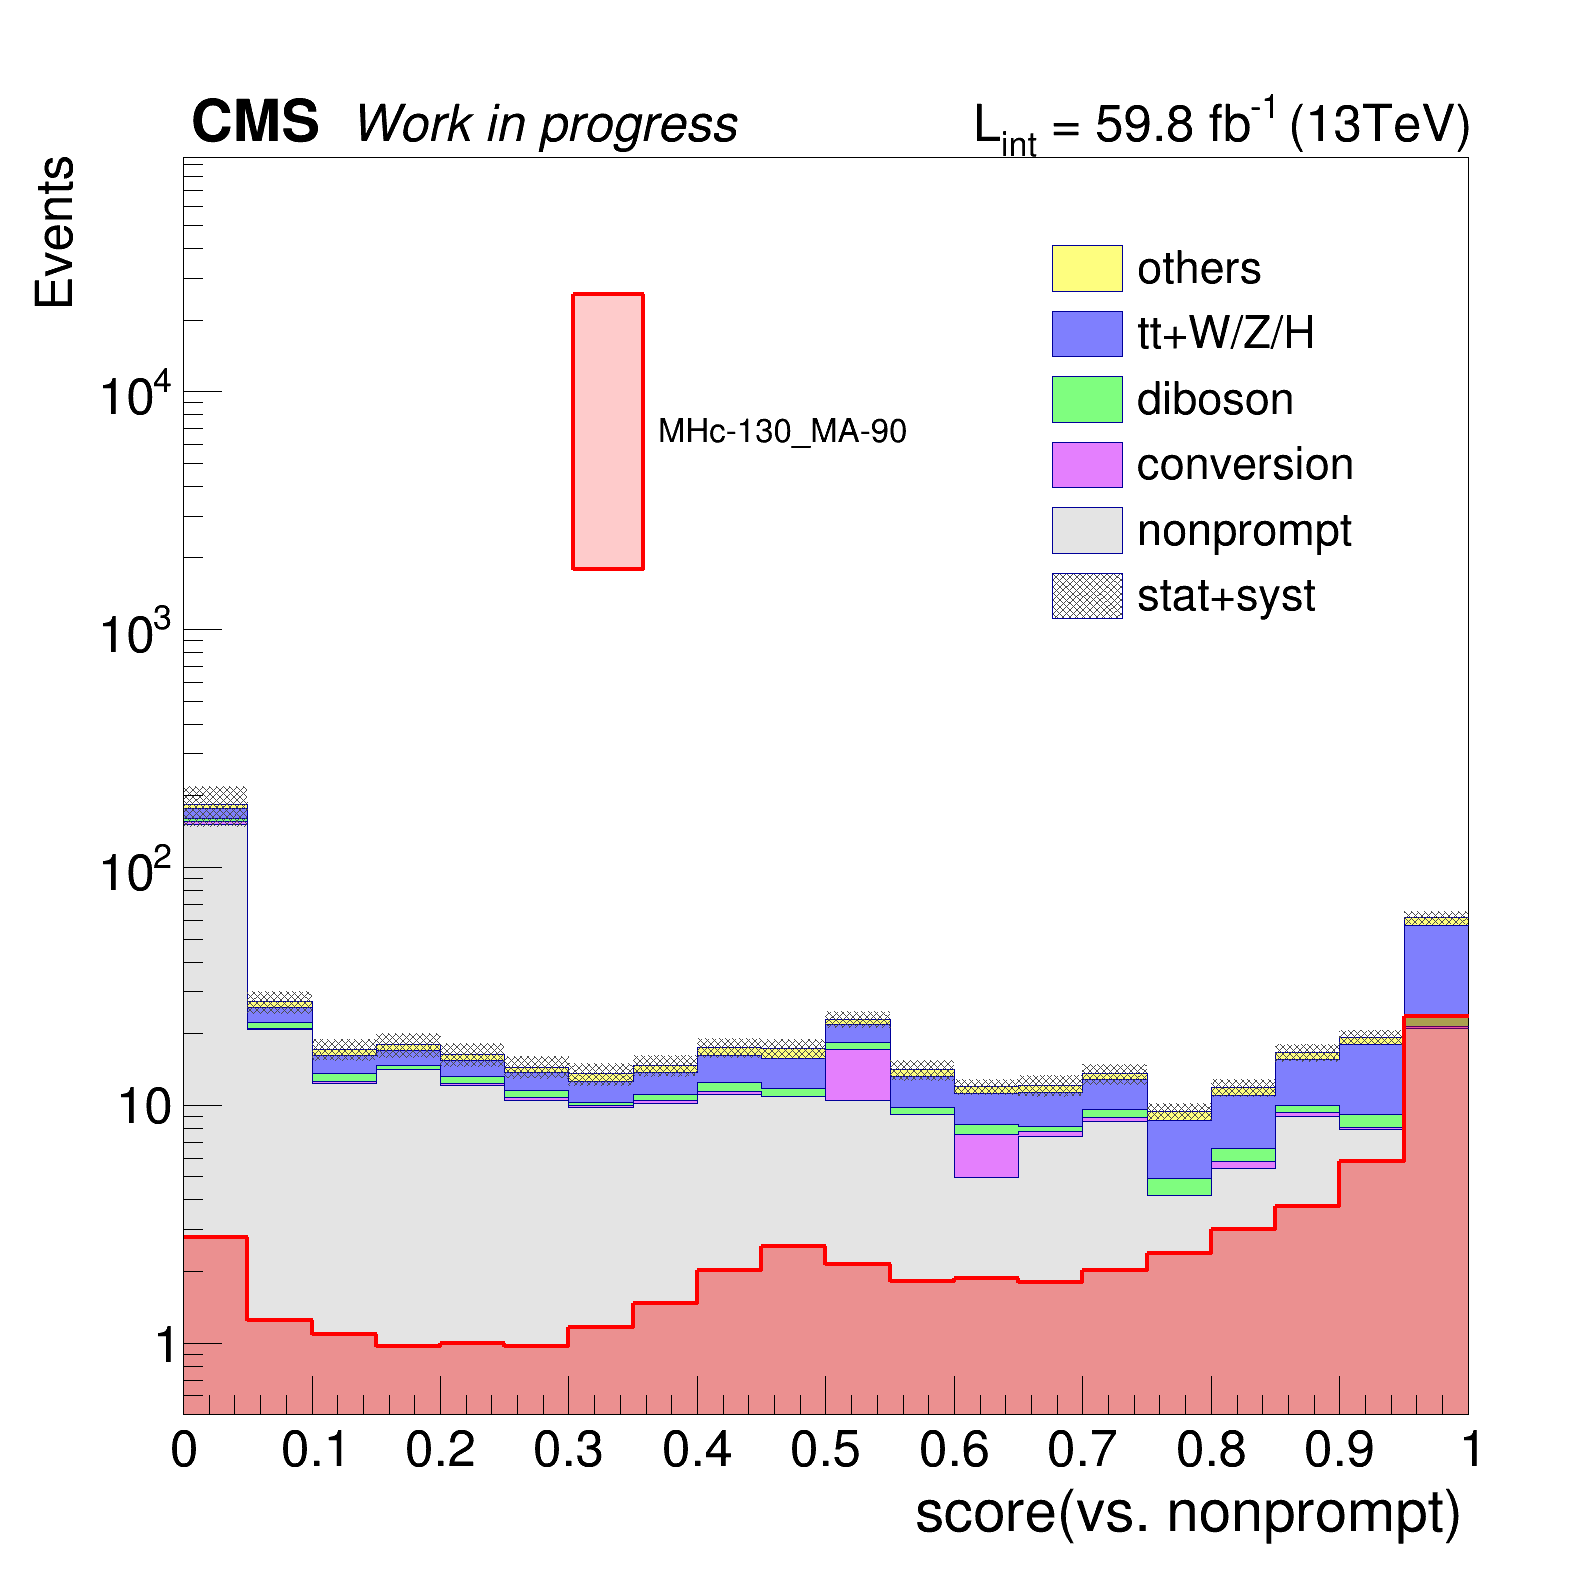 CMS Work in progress
L_int = 59.8 fb^-1 (13TeV)
Events
others
tt+W/Z/H
diboson
conversion
nonprompt
stat+syst
MHc-130_MA-90
10^4
10^3
10^2
10
1
0 0.1 0.2 0.3 0.4 0.5 0.6 0.7 0.8 0.9 1
score(vs. nonprompt)